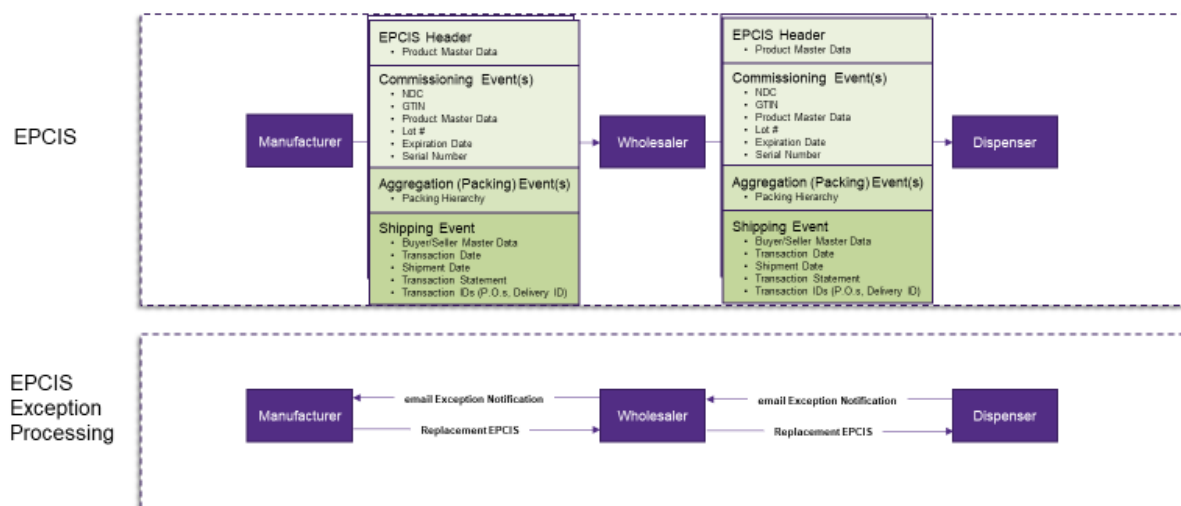 EPCIS
Manufacturer
EPCIS Header
• Product Master Data
Commissioning Event(s)
• NDC
• GTIN
• Product Master Data
• Lot #
• Expiration Date
• Serial Number
Aggregation (Packing) Event(s)
• Packing Hierarchy
Shipping Event
• Buyer/Seller Master Data
• Transaction Date
• Shipment Date
• Transaction Statement
• Transaction IDs (P.O.s, Delivery ID)
Wholesaler
EPCIS Header
• Product Master Data
Commissioning Event(s)
• NDC
• GTIN
• Product Master Data
• Lot #
• Expiration Date
• Serial Number
Aggregation (Packing) Event(s)
• Packing Hierarchy
Shipping Event
• Buyer/Seller Master Data
• Transaction Date
• Shipment Date
• Transaction Statement
• Transaction IDs (P.O.s, Delivery ID)
Dispenser
EPCIS
Exception
Processing
Manufacturer
email Exception Notification
Replacement EPCIS
Wholesaler
email Exception Notification
Replacement EPCIS
Dispenser